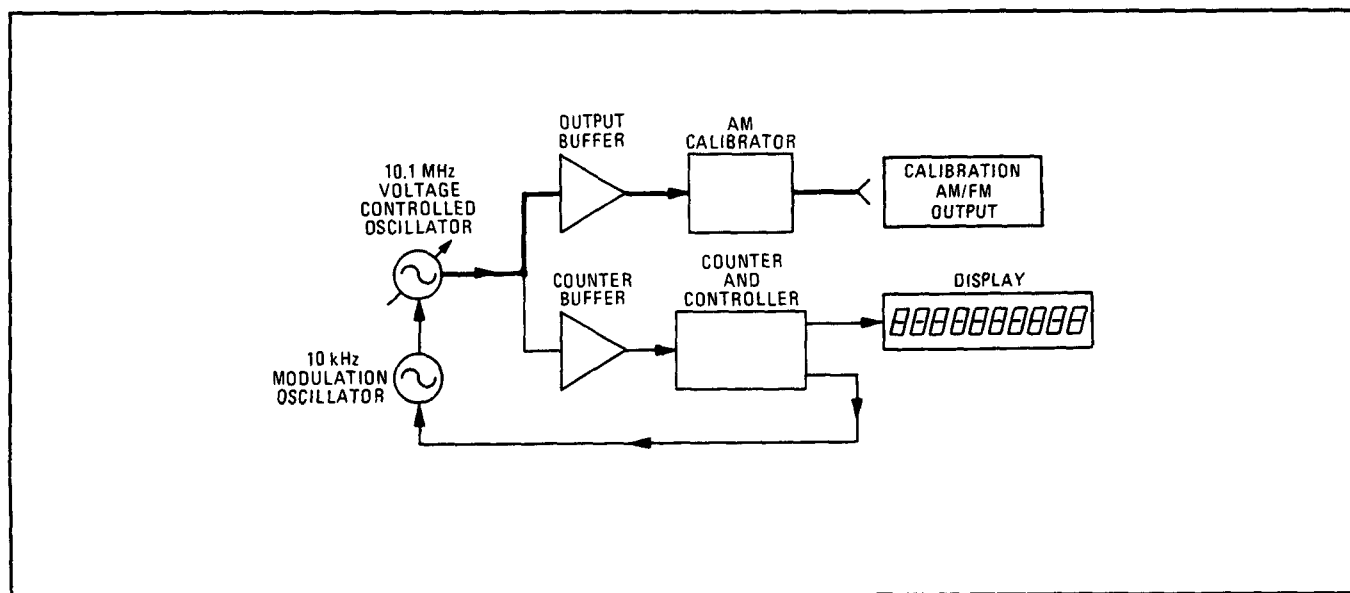 OUTPUT
BUFFER
AM
CALIBRATOR
10.1 MHz
VOLTAGE
CONTROLLED
OSCILLATOR
CALIBRATION
AM/FM
OUTPUT
COUNTER
BUFFER
COUNTER
AND
CONTROLLER
DISPLAY
8888888888
10 kHz
MODULATION
OSCILLATOR